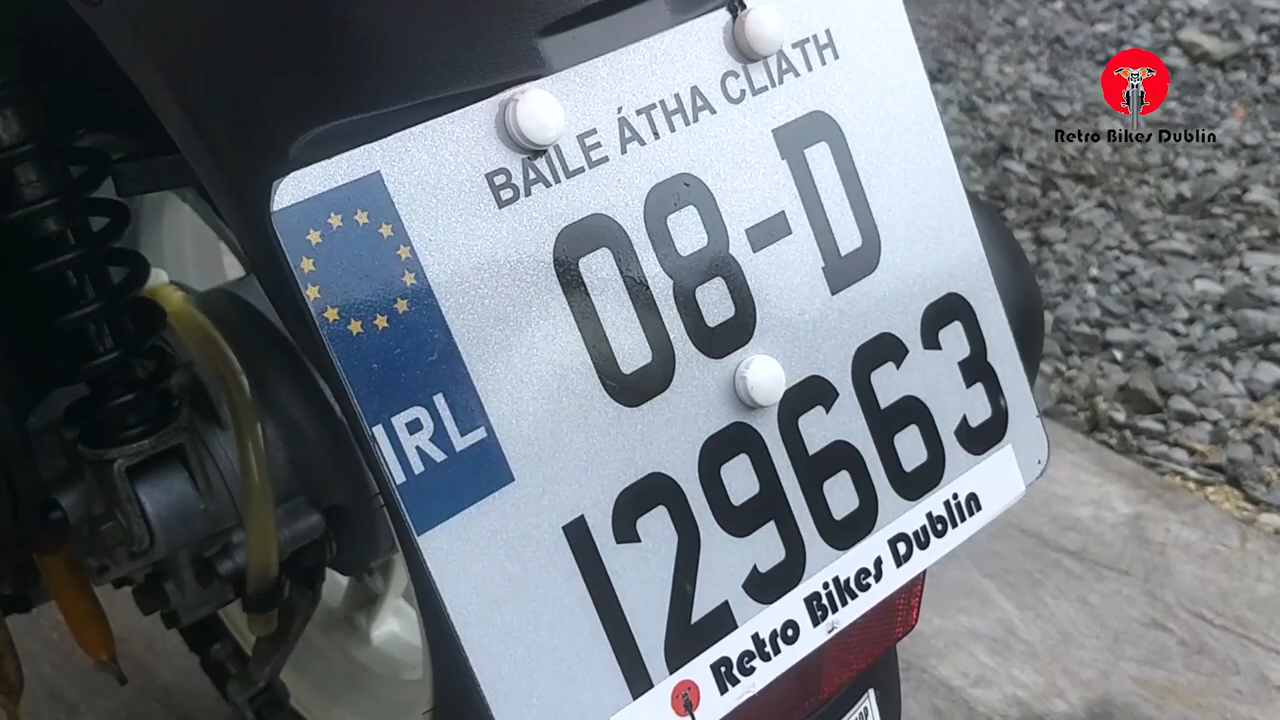 BAILE ÁTHA CLIATH
08-D
IRL
129663
Retro Bikes Dublin
Retro Bikes Dublin